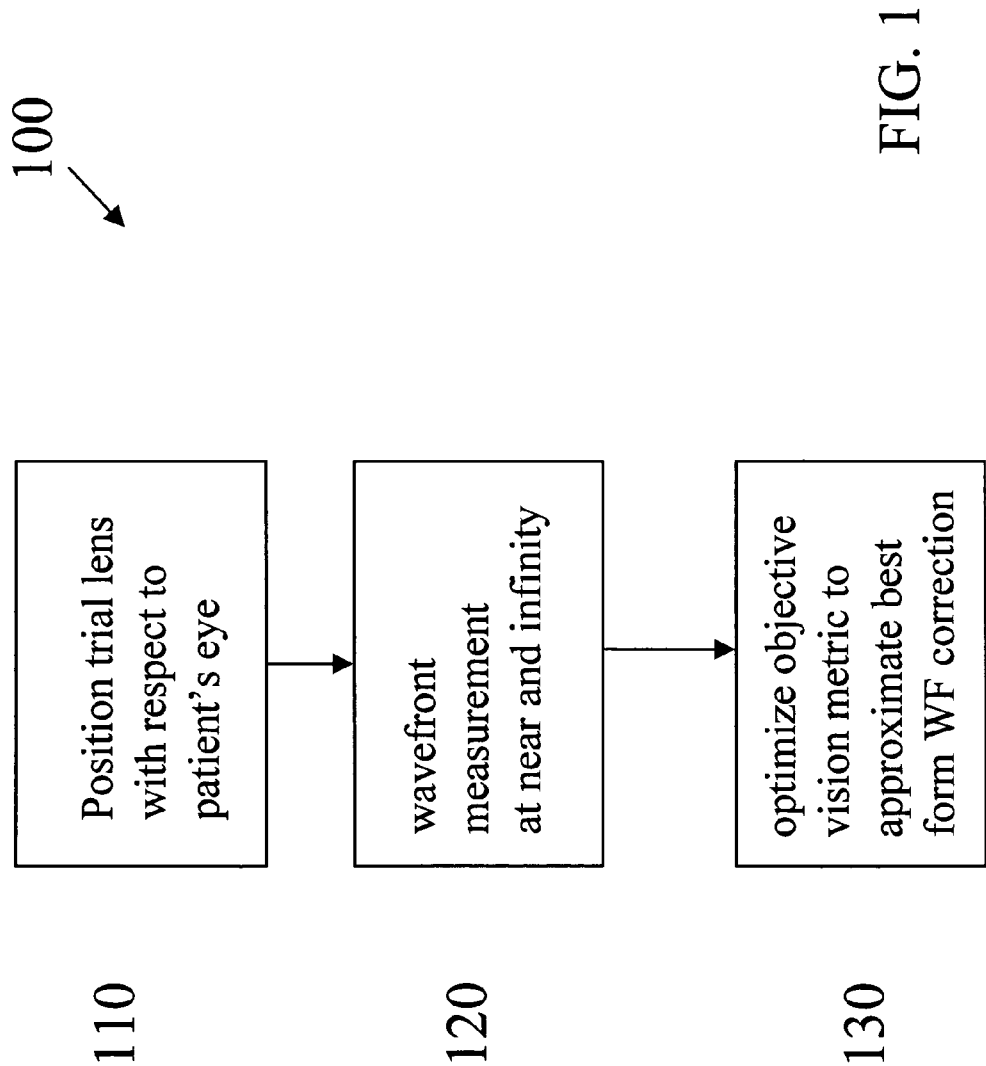 100
110
Position trial lens
with respect to
patient's eye
120
wavefront
measurement
at near and infinity
130
optimize objective
vision metric to
approximate best
form WF correction
FIG. 1